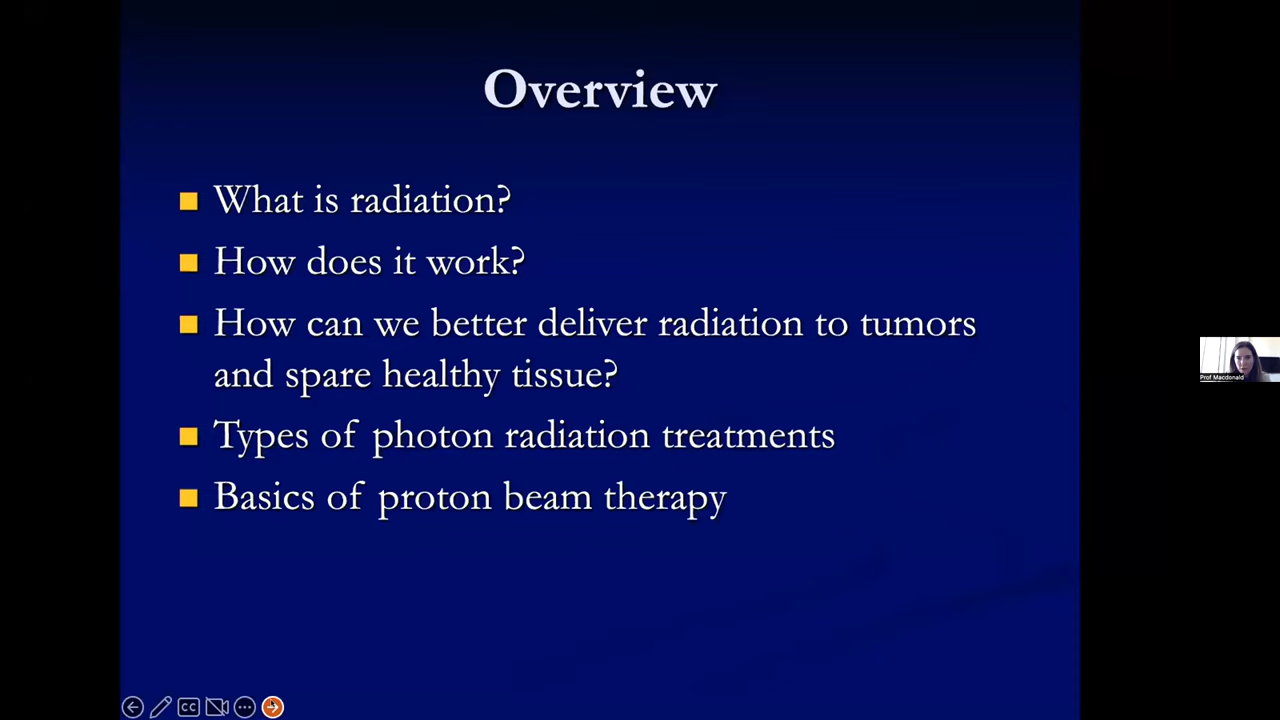 Overview
What is radiation?
How does it work?
How can we better deliver radiation to tumors
and spare healthy tissue?
Types of photon radiation treatments
Basics of proton beam therapy
Prof Macdonald
CC